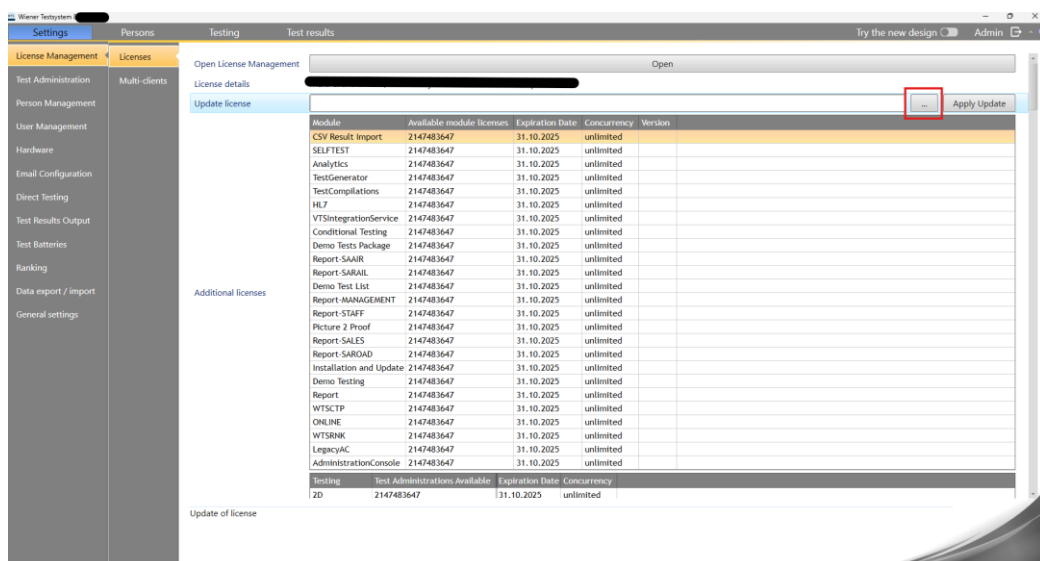 Wiener Testsystem
Settings Persons Testing Test results Try the new design Admin
License Management Licenses
Test Administration Multi-clients
Person Management
User Management
Hardware
Email Configuration
Direct Testing
Test Results Output
Test Batteries
Ranking
Data export / import
General settings
Open License Management Open
License details
Update license ... Apply Update
Additional licenses
Module Available module licenses Expiration Date Concurrency Version
CSV Result Import 2147483647 31.10.2025 unlimited
SELFTEST 2147483647 31.10.2025 unlimited
Analytics 2147483647 31.10.2025 unlimited
TestGenerator 2147483647 31.10.2025 unlimited
TestCompilations 2147483647 31.10.2025 unlimited
HL7 2147483647 31.10.2025 unlimited
VTSIntegrationService 2147483647 31.10.2025 unlimited
Conditional Testing 2147483647 31.10.2025 unlimited
Demo Tests Package 2147483647 31.10.2025 unlimited
Report-SAAIR 2147483647 31.10.2025 unlimited
Report-SARAIL 2147483647 31.10.2025 unlimited
Demo Test List 2147483647 31.10.2025 unlimited
Report-MANAGEMENT 2147483647 31.10.2025 unlimited
Report-STAFF 2147483647 31.10.2025 unlimited
Picture 2 Proof 2147483647 31.10.2025 unlimited
Report-SALES 2147483647 31.10.2025 unlimited
Report-SAROAD 2147483647 31.10.2025 unlimited
Installation and Update 2147483647 31.10.2025 unlimited
Demo Testing 2147483647 31.10.2025 unlimited
Report 2147483647 31.10.2025 unlimited
WTSCTP 2147483647 31.10.2025 unlimited
ONLINE 2147483647 31.10.2025 unlimited
WTSRNK 2147483647 31.10.2025 unlimited
LegacyAC 2147483647 31.10.2025 unlimited
AdministrationConsole 2147483647 31.10.2025 unlimited
Testing Test Administrations Available Expiration Date Concurrency
2D 2147483647 31.10.2025 unlimited
Update of license